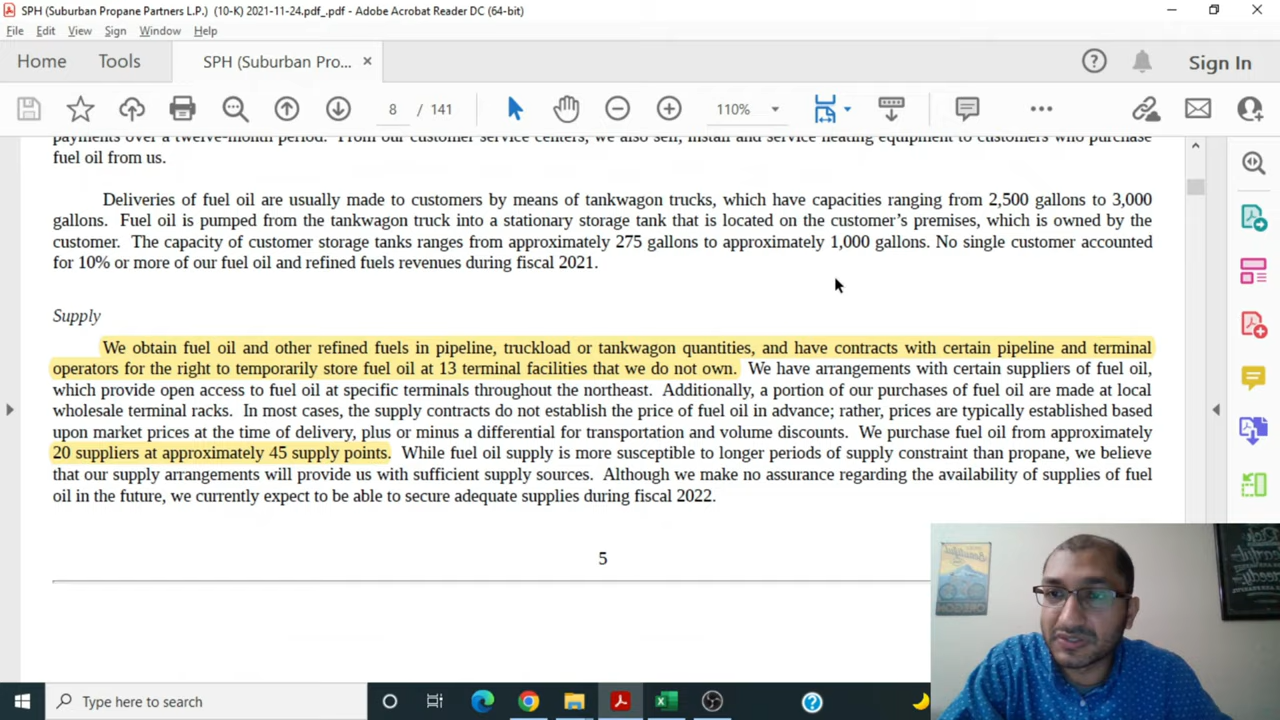 SPH (Suburban Propane Partners L.P.)  (10-K) 2021-11-24.pdf_.pdf - Adobe Acrobat Reader DC (64-bit)
File Edit View Sign Window Help
Home Tools SPH (Suburban Pro... × Sign In
8 / 141 110%
payments over a twelve-month period. From our customer service centers, we also sell, install and service heating equipment to customers who purchase
fuel oil from us.
Deliveries of fuel oil are usually made to customers by means of tankwagon trucks, which have capacities ranging from 2,500 gallons to 3,000
gallons.  Fuel oil is pumped from the tankwagon truck into a stationary storage tank that is located on the customer’s premises, which is owned by the
customer.  The capacity of customer storage tanks ranges from approximately 275 gallons to approximately 1,000 gallons. No single customer accounted
for 10% or more of our fuel oil and refined fuels revenues during fiscal 2021.
Supply
We obtain fuel oil and other refined fuels in pipeline, truckload or tankwagon quantities, and have contracts with certain pipeline and terminal
operators for the right to temporarily store fuel oil at 13 terminal facilities that we do not own.  We have arrangements with certain suppliers of fuel oil,
which provide open access to fuel oil at specific terminals throughout the northeast.  Additionally, a portion of our purchases of fuel oil are made at local
wholesale terminal racks.  In most cases, the supply contracts do not establish the price of fuel oil in advance; rather, prices are typically established based
upon market prices at the time of delivery, plus or minus a differential for transportation and volume discounts.  We purchase fuel oil from approximately
20 suppliers at approximately 45 supply points.  While fuel oil supply is more susceptible to longer periods of supply constraint than propane, we believe
that our supply arrangements will provide us with sufficient supply sources.  Although we make no assurance regarding the availability of supplies of fuel
oil in the future, we currently expect to be able to secure adequate supplies during fiscal 2022.
5
OREGON
Type here to search